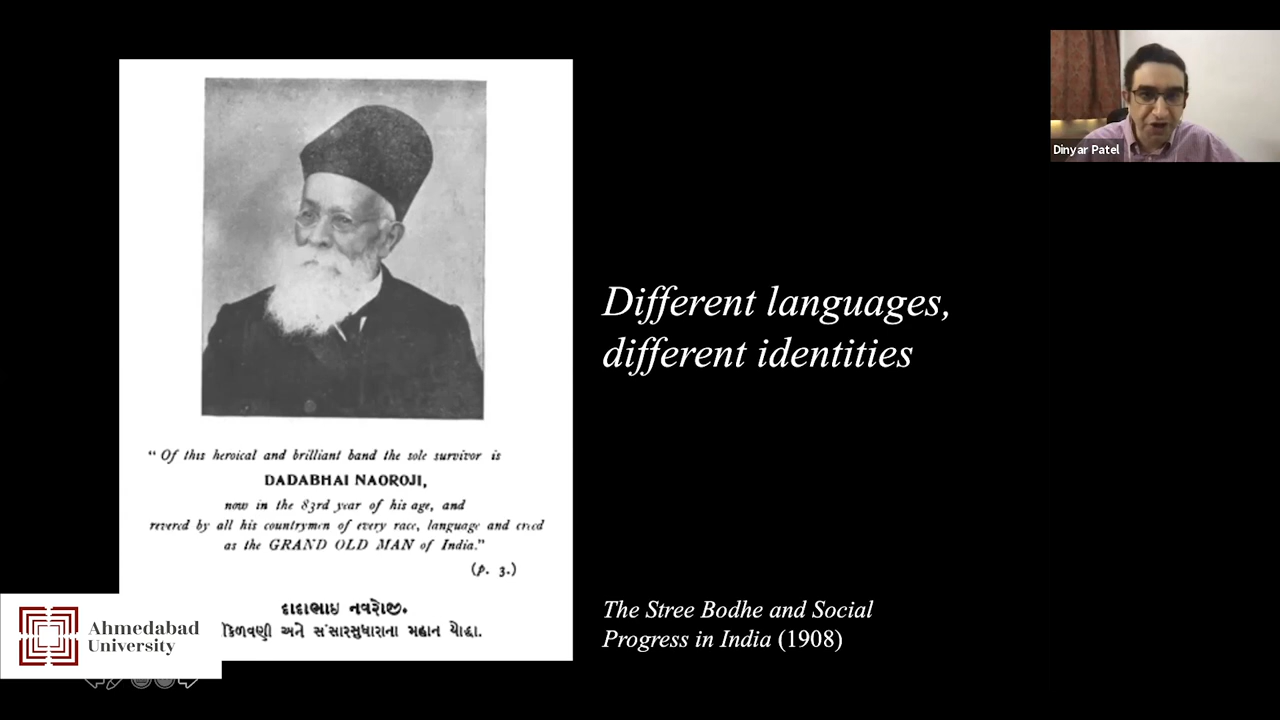 Dinyar Patel
Different languages,
different identities
"Of this heroical and brilliant band the sole survivor is
DADABHAI NAOROJI,
now in the 83rd year of his age, and
revered by all his countrymen of every race, language and creed
as the GRAND OLD MAN of India."
(p. 3.)
દાદાભાઇ નવરોજી.
કેળવણી અને સંસારસુધારાના મહાન યોદ્ધા.
The Stree Bodhe and Social
Progress in India (1908)
Ahmedabad
University